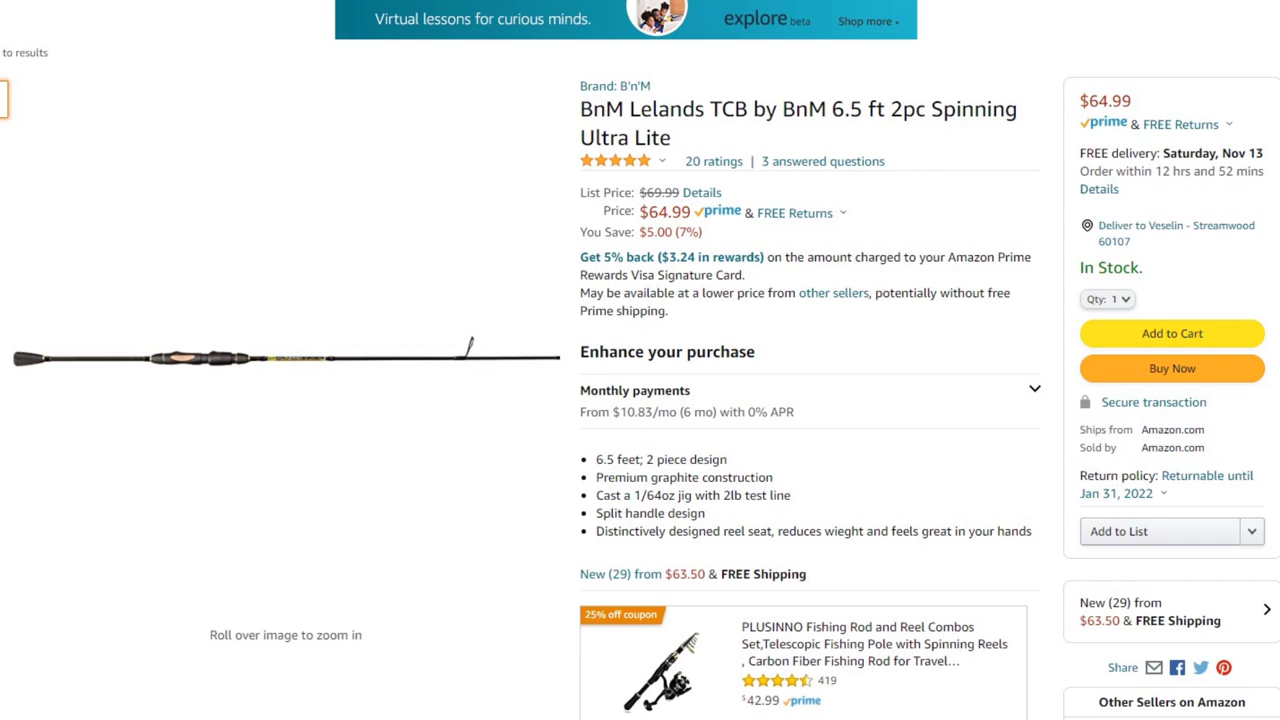 Virtual lessons for curious minds.
explore beta
Shop more ›
to results
Brand: B'n'M
BnM Lelands TCB by BnM 6.5 ft 2pc Spinning
Ultra Lite
20 ratings | 3 answered questions
List Price: $69.99 Details
Price: $64.99 prime & FREE Returns
You Save: $5.00 (7%)
Get 5% back ($3.24 in rewards) on the amount charged to your Amazon Prime
Rewards Visa Signature Card.
May be available at a lower price from other sellers, potentially without free
Prime shipping.
Enhance your purchase
Monthly payments
From $10.83/mo (6 mo) with 0% APR
• 6.5 feet; 2 piece design
• Premium graphite construction
• Cast a 1/64oz jig with 2lb test line
• Split handle design
• Distinctively designed reel seat, reduces wieght and feels great in your hands
New (29) from $63.50 & FREE Shipping
25% off coupon
PLUSINNO Fishing Rod and Reel Combos
Set,Telescopic Fishing Pole with Spinning Reels
, Carbon Fiber Fishing Rod for Travel…
419
$42.99 prime
Roll over image to zoom in
$64.99
prime & FREE Returns
FREE delivery: Saturday, Nov 13
Order within 12 hrs and 52 mins
Details
Deliver to Veselin - Streamwood
60107
In Stock.
Qty: 1
Add to Cart
Buy Now
Secure transaction
Ships from Amazon.com
Sold by Amazon.com
Return policy: Returnable until
Jan 31, 2022
Add to List
New (29) from
$63.50 & FREE Shipping
Share
Other Sellers on Amazon